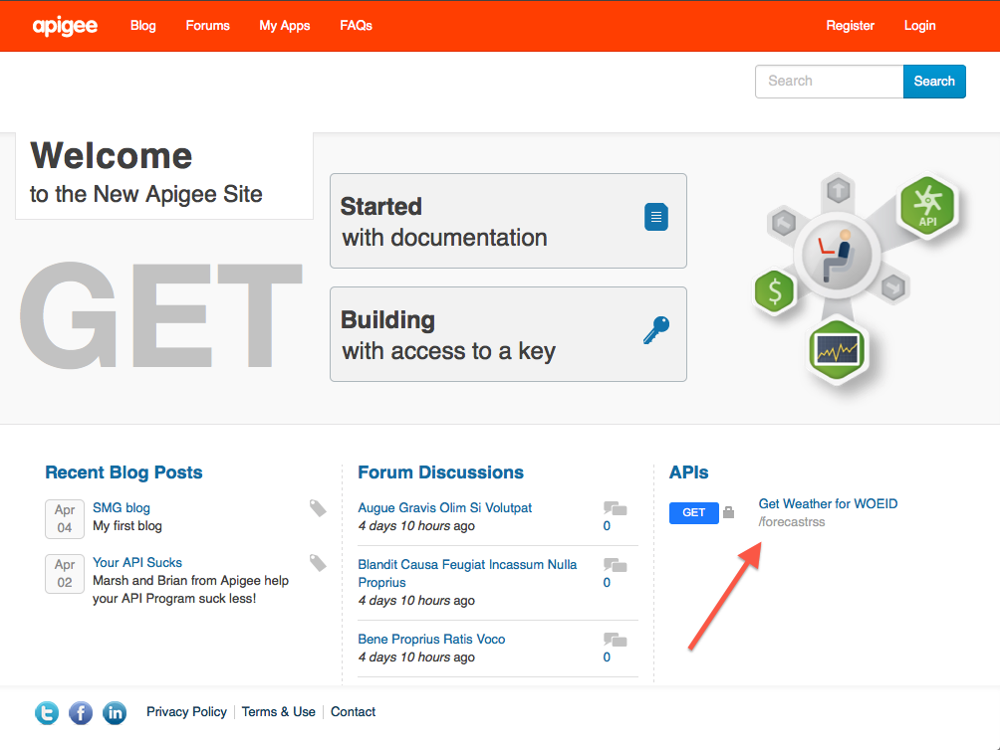 apigee Blog Forums My Apps FAQs Register Login
Search Search
Welcome
to the New Apigee Site
GET
Started
with documentation
Building
with access to a key
API
$
Recent Blog Posts
Apr
04
SMG blog
My first blog
Apr
02
Your API Sucks
Marsh and Brian from Apigee help
your API Program suck less!
Forum Discussions
Augue Gravis Olim Si Volutpat
4 days 10 hours ago
0
Blandit Causa Feugiat Incassum Nulla
Proprius
4 days 10 hours ago
0
Bene Proprius Ratis Voco
4 days 10 hours ago
0
APIs
GET
Get Weather for WOEID
/forecastrss
t f in Privacy Policy Terms & Use Contact